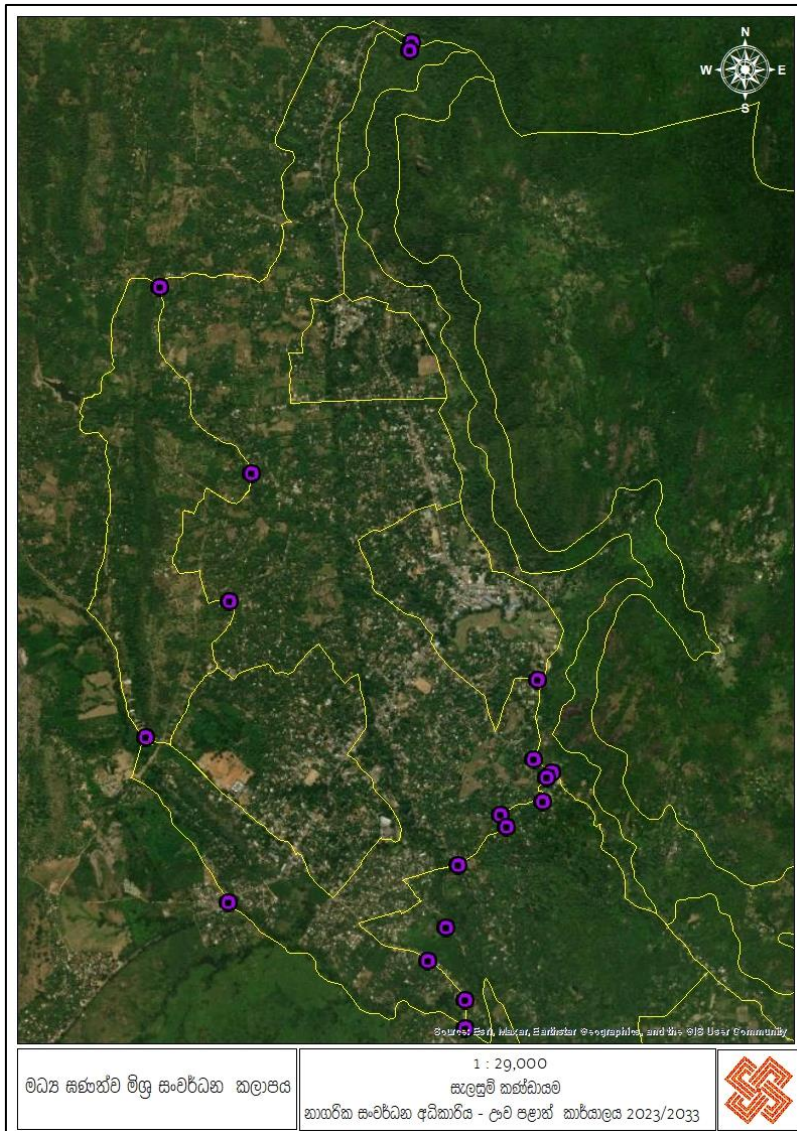 N
W E
S
Source: Esri, Maxar, Earthstar Geographics, and the GIS User Community
මධ්‍ය ඝණත්ව මිශ්‍ර සංවර්ධන කලාපය
1 : 29,000
සැලසුම් කණ්ඩායම
නාගරික සංවර්ධන අධිකාරිය - ඌව පළාත් කාර්යාලය 2023/2033